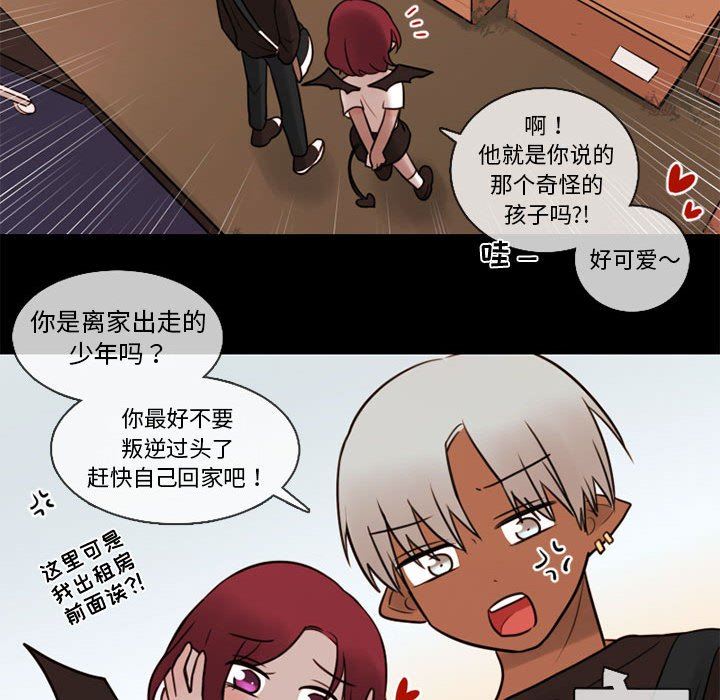 啊！
他就是你说的
那个奇怪的
孩子吗?!
哇—
好可爱～
你是离家出走的
少年吗？
你最好不要
叛逆过头了
赶快自己回家吧！
这里可是
我出租房
前面诶?!